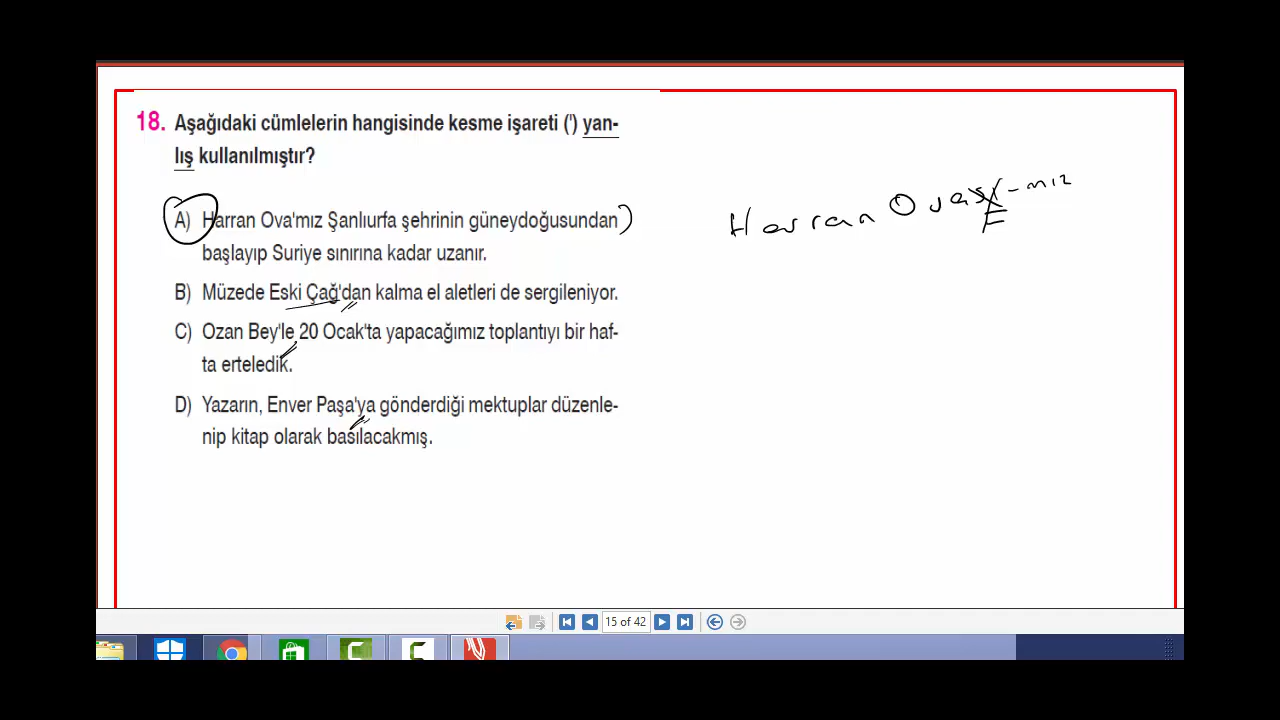 18. Aşağıdaki cümlelerin hangisinde kesme işareti (') yan-
lış kullanılmıştır?
A) Harran Ova'mız Şanlıurfa şehrinin güneydoğusundan
başlayıp Suriye sınırına kadar uzanır.
B) Müzede Eski Çağ'dan kalma el aletleri de sergileniyor.
C) Ozan Bey'le 20 Ocak'ta yapacağımız toplantıyı bir haf-
ta erteledik.
D) Yazarın, Enver Paşa'ya gönderdiği mektuplar düzenle-
nip kitap olarak basılacakmış.
Harran Ovası-mız
15 of 42